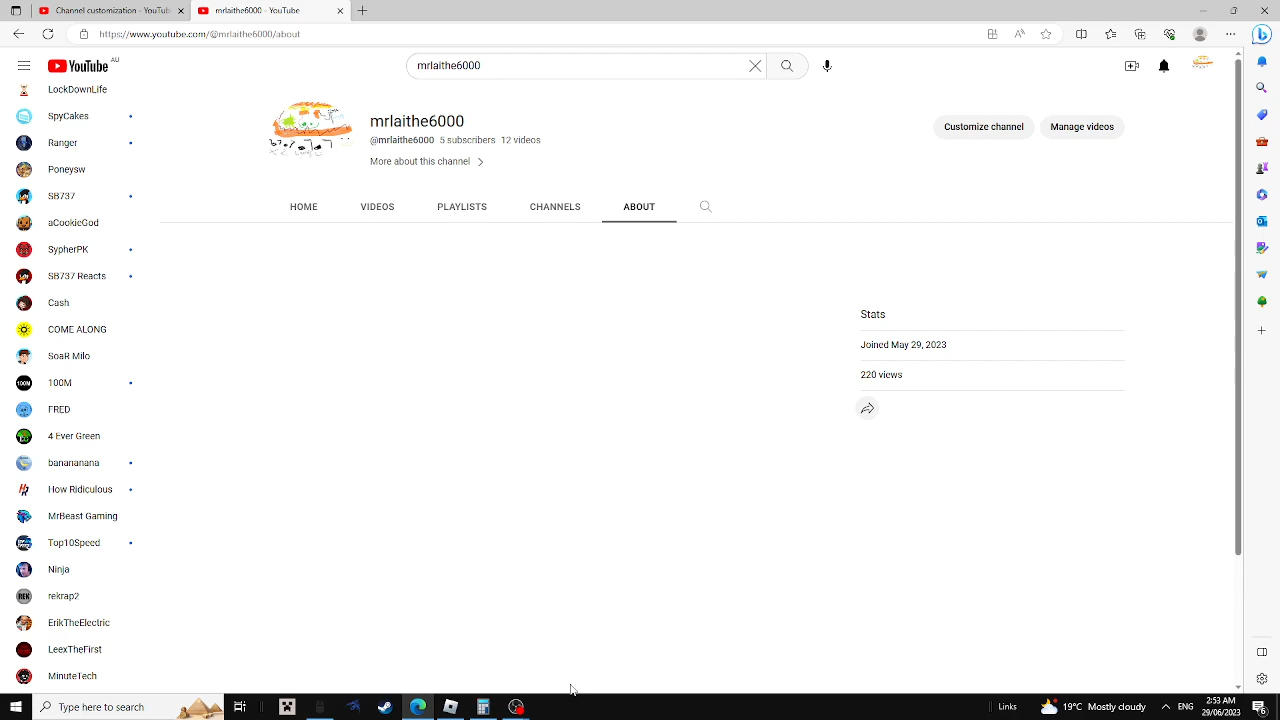 Channel customization - YouTub
mrlaithe6000 - YouTube
https://www.youtube.com/@mrlaithe6000/about
YouTube AU
mrlaithe6000
LockDownLife
SpyCakes
Ranger
Poneysw
SB737
aCookieGod
SypherPK
SB737 Reacts
Cash
COME ALONG
SoaR Milo
100M
100M
FRED
4 Ever Green
banananana
How Ridiculous
MrBeast Gaming
Top10Speed
Ninja
REK
rekrap2
ErikTheElectric
LeexTheFirst
MinuteTech
mrlaithe6000
@mrlaithe6000 5 subscribers 12 videos
More about this channel
Customize channel
Manage videos
HOME
VIDEOS
PLAYLISTS
CHANNELS
ABOUT
Stats
Joined May 29, 2023
220 views
Type here to search
Links
19°C Mostly cloudy
ENG
2:53 AM
29/06/2023
6